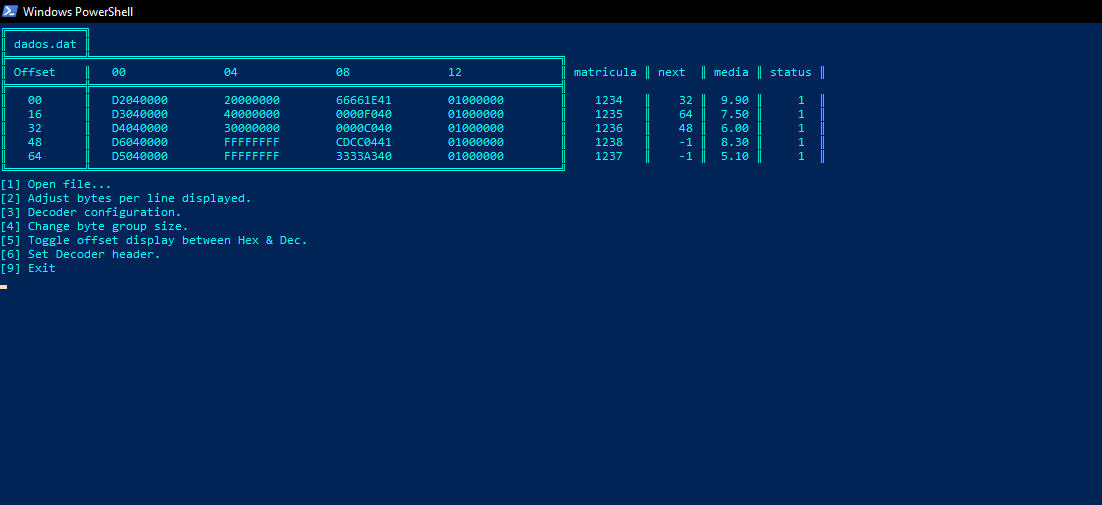 Windows PowerShell
dados.dat
Offset 00 04 08 12 matricula next media status
00 D2040000 20000000 66661E41 01000000 1234 32 9.90 1
16 D3040000 40000000 0000F040 01000000 1235 64 7.50 1
32 D4040000 30000000 0000C040 01000000 1236 48 6.00 1
48 D6040000 FFFFFFFF CDCC0441 01000000 1238 -1 8.30 1
64 D5040000 FFFFFFFF 3333A340 01000000 1237 -1 5.10 1
[1] Open file...
[2] Adjust bytes per line displayed.
[3] Decoder configuration.
[4] Change byte group size.
[5] Toggle offset display between Hex & Dec.
[6] Set Decoder header.
[9] Exit